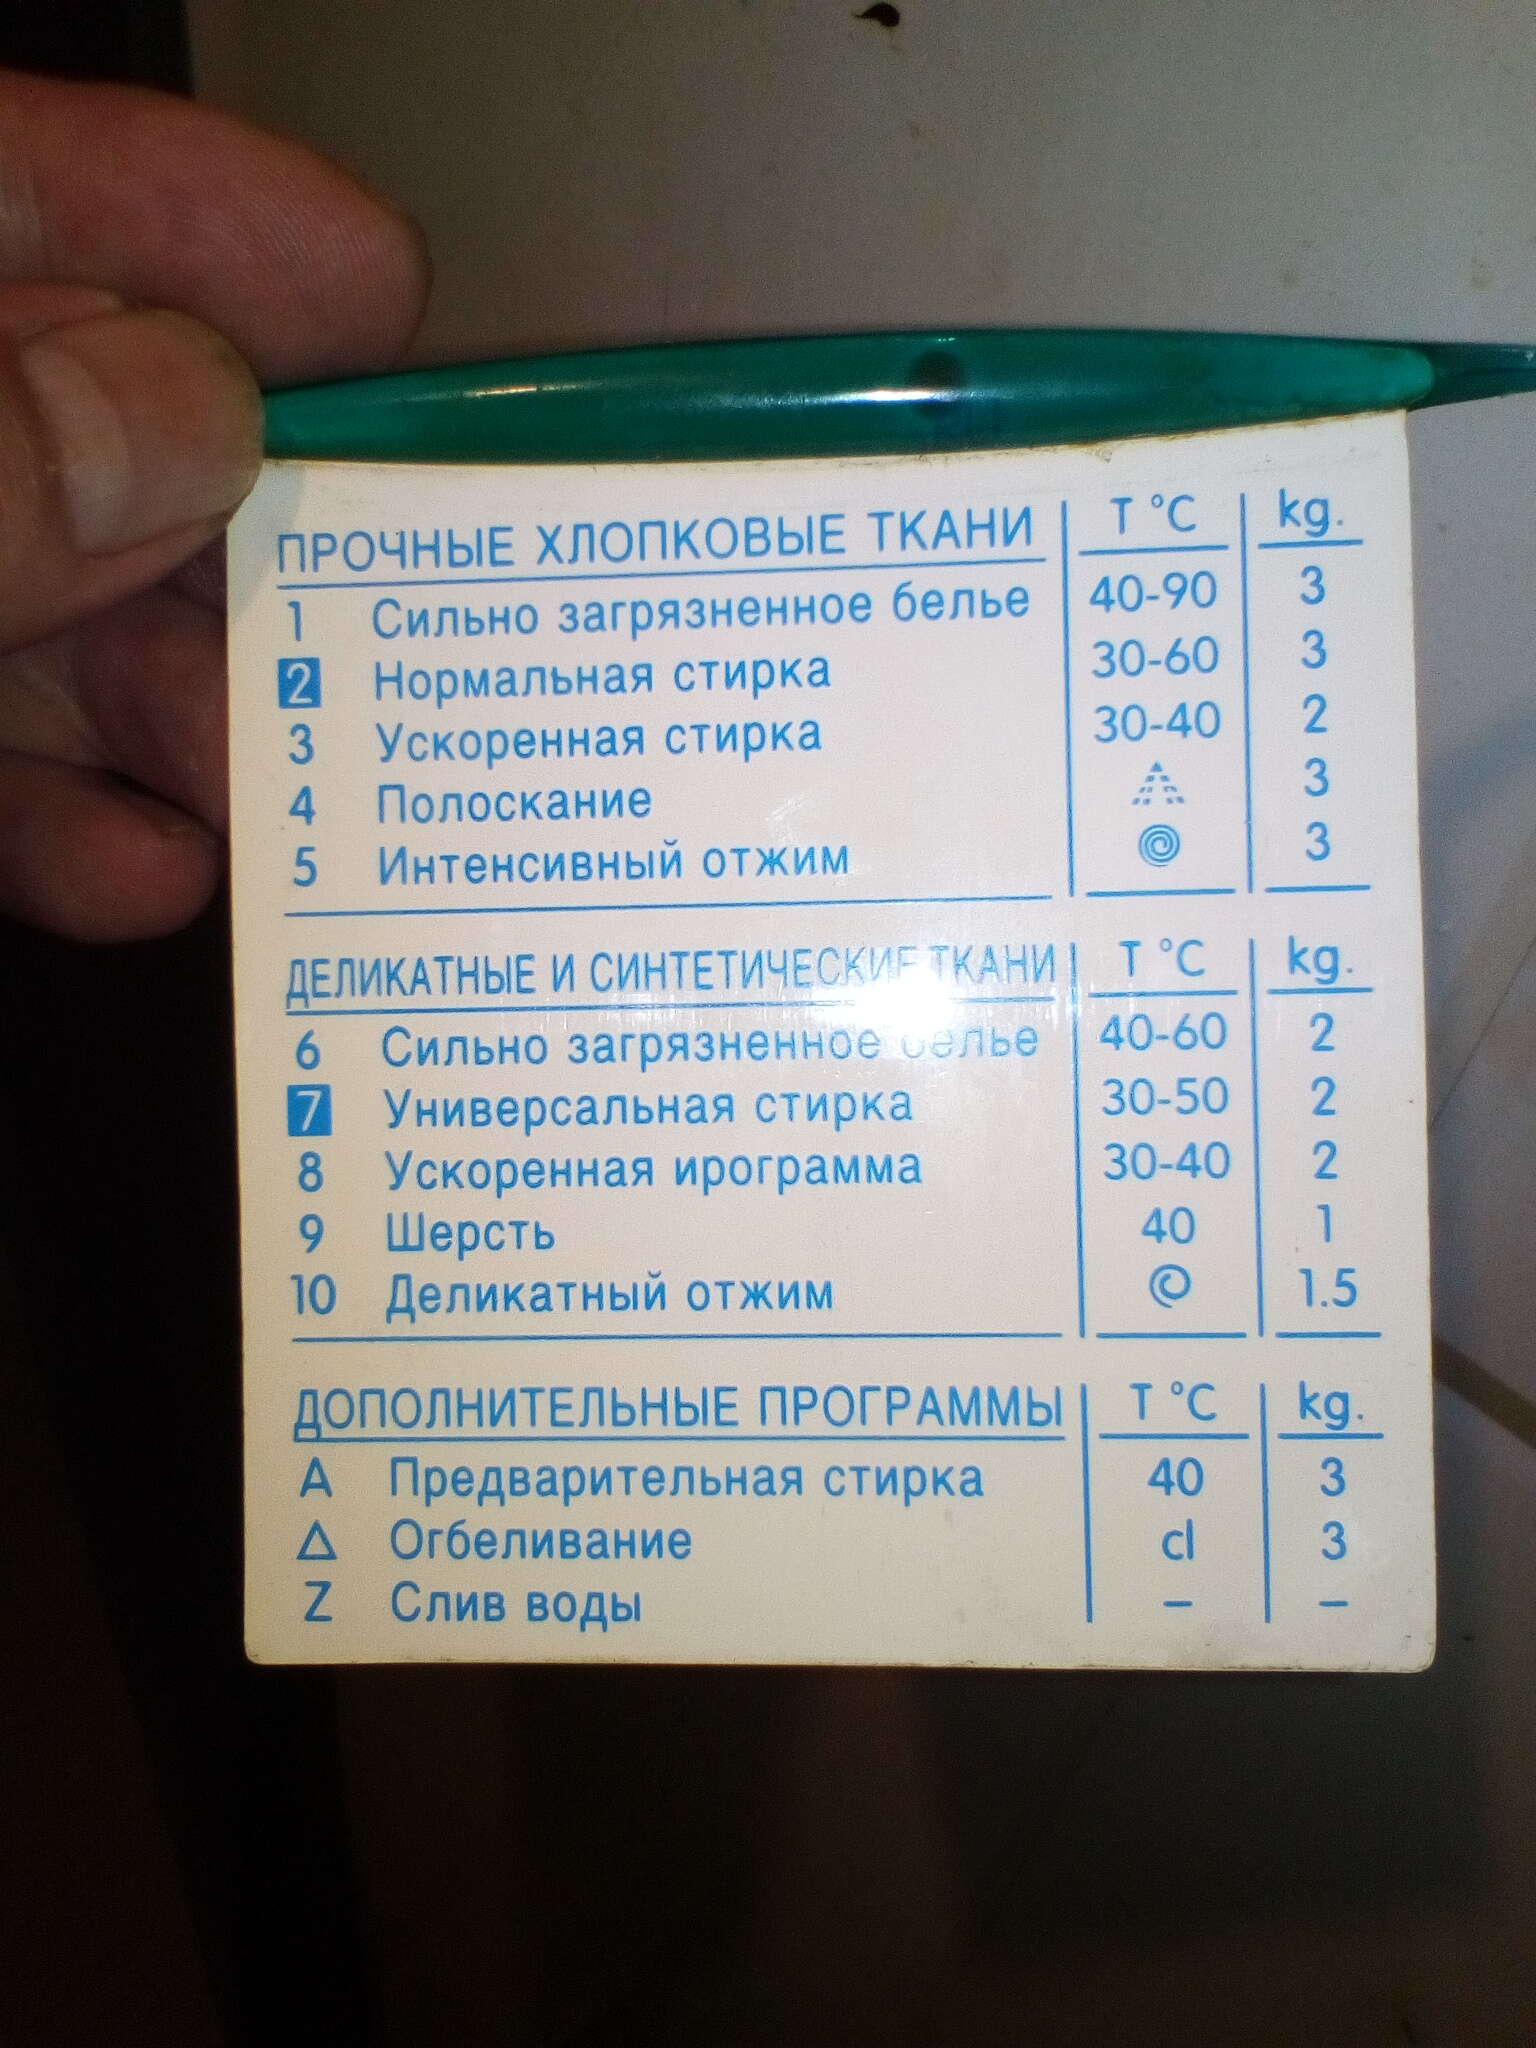 ПРОЧНЫЕ ХЛОПКОВЫЕ ТКАНИ T °C kg.
1 Сильно загрязненное белье 40-90 3
2 Нормальная стирка 30-60 3
3 Ускоренная стирка 30-40 2
4 Полоскание 3
5 Интенсивный отжим 3
ДЕЛИКАТНЫЕ И СИНТЕТИЧЕСКИЕ ТКАНИ T °C kg.
6 Сильно загрязненное белье 40-60 2
7 Универсальная стирка 30-50 2
8 Ускоренная ирограмма 30-40 2
9 Шерсть 40 1
10 Деликатный отжим 1.5
ДОПОЛНИТЕЛЬНЫЕ ПРОГРАММЫ T °C kg.
A Предварительная стирка 40 3
△ Огбеливание cl 3
Z Слив воды – –